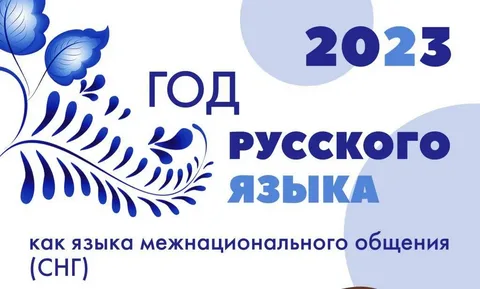 2023
ГОД
РУССКОГО
ЯЗЫКА
как языка межнационального общения
(СНГ)